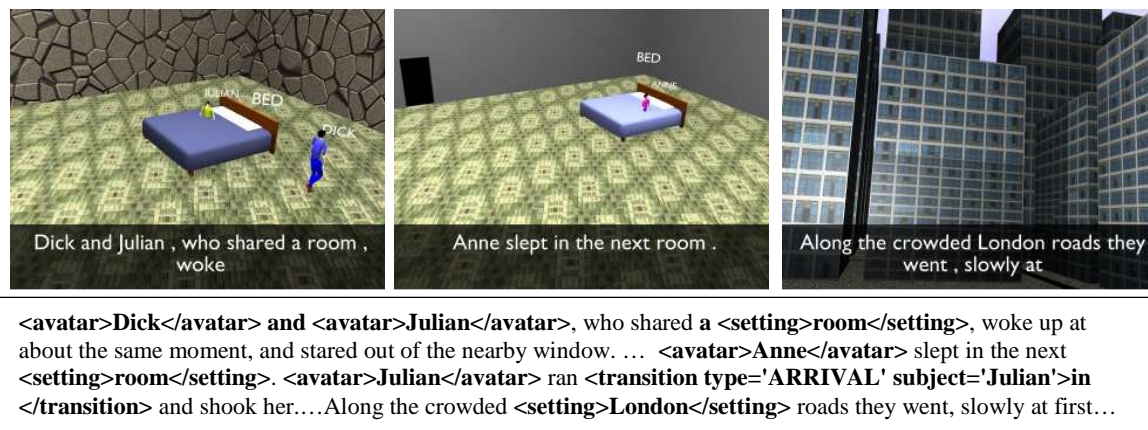 JULIAN
BED
DICK
Dick and Julian , who shared a room ,
woke
BED
ANNE
Anne slept in the next room .
Along the crowded London roads they
went , slowly at
<avatar>Dick</avatar> and <avatar>Julian</avatar>, who shared a <setting>room</setting>, woke up at
about the same moment, and stared out of the nearby window. … <avatar>Anne</avatar> slept in the next
<setting>room</setting>. <avatar>Julian</avatar> ran <transition type='ARRIVAL' subject='Julian'>in
</transition> and shook her.…Along the crowded <setting>London</setting> roads they went, slowly at first…